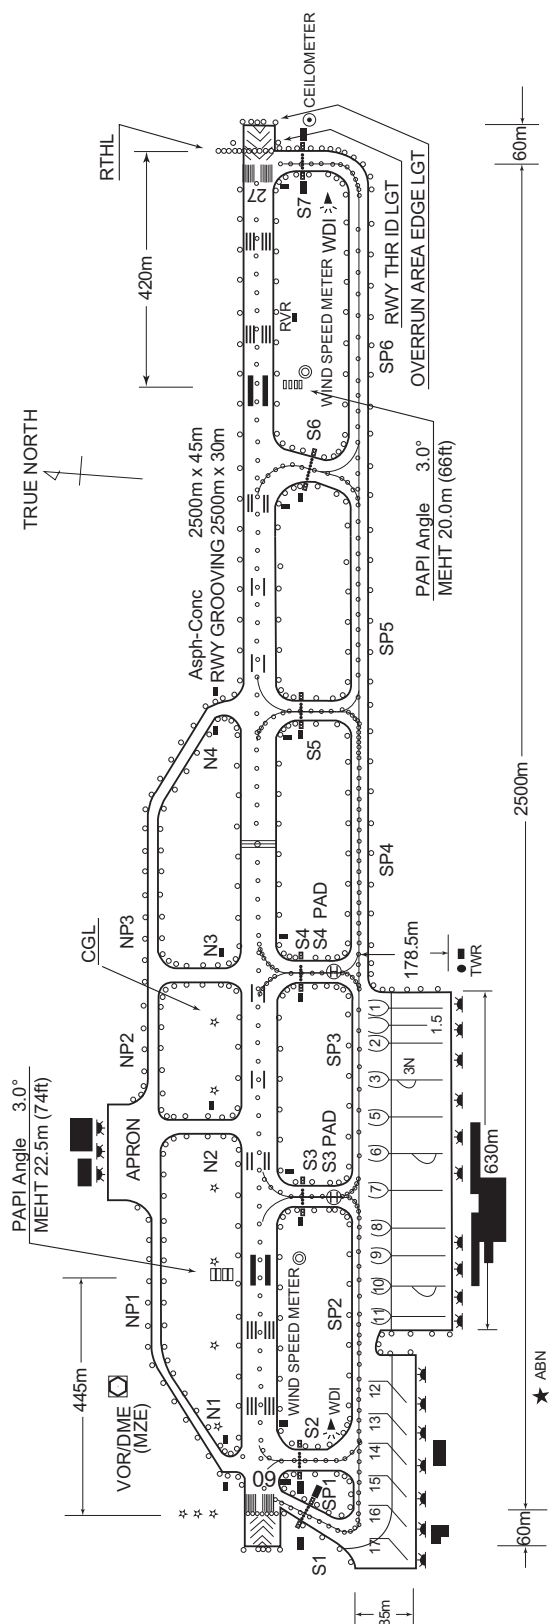 TRUE NORTH
RTHL
420m
CEILOMETER
27
S7
WDI
WIND SPEED METER
RVR
RWY THR ID LGT
OVERRUN AREA EDGE LGT
60m
SP6
S6
PAPI Angle 3.0°
MEHT 20.0m (66ft)
Asph-Conc 2500m x 45m
RWY GROOVING 2500m x 30m
SP5
S5
N4
2500m
SP4
S4
S4 PAD
H
N3
NP3
CGL
178.5m
TWR
NP2
SP3
S3
S3 PAD
H
N2
APRON
PAPI Angle 3.0°
MEHT 22.5m (74ft)
1
1.5
2
3
3N
5
6
7
8
9
10
11
630m
NP1
445m
VOR/DME
(MZE)
WIND SPEED METER
SP2
WDI
N1
S2
09
SP1
S1
12
13
14
15
16
17
ABN
60m